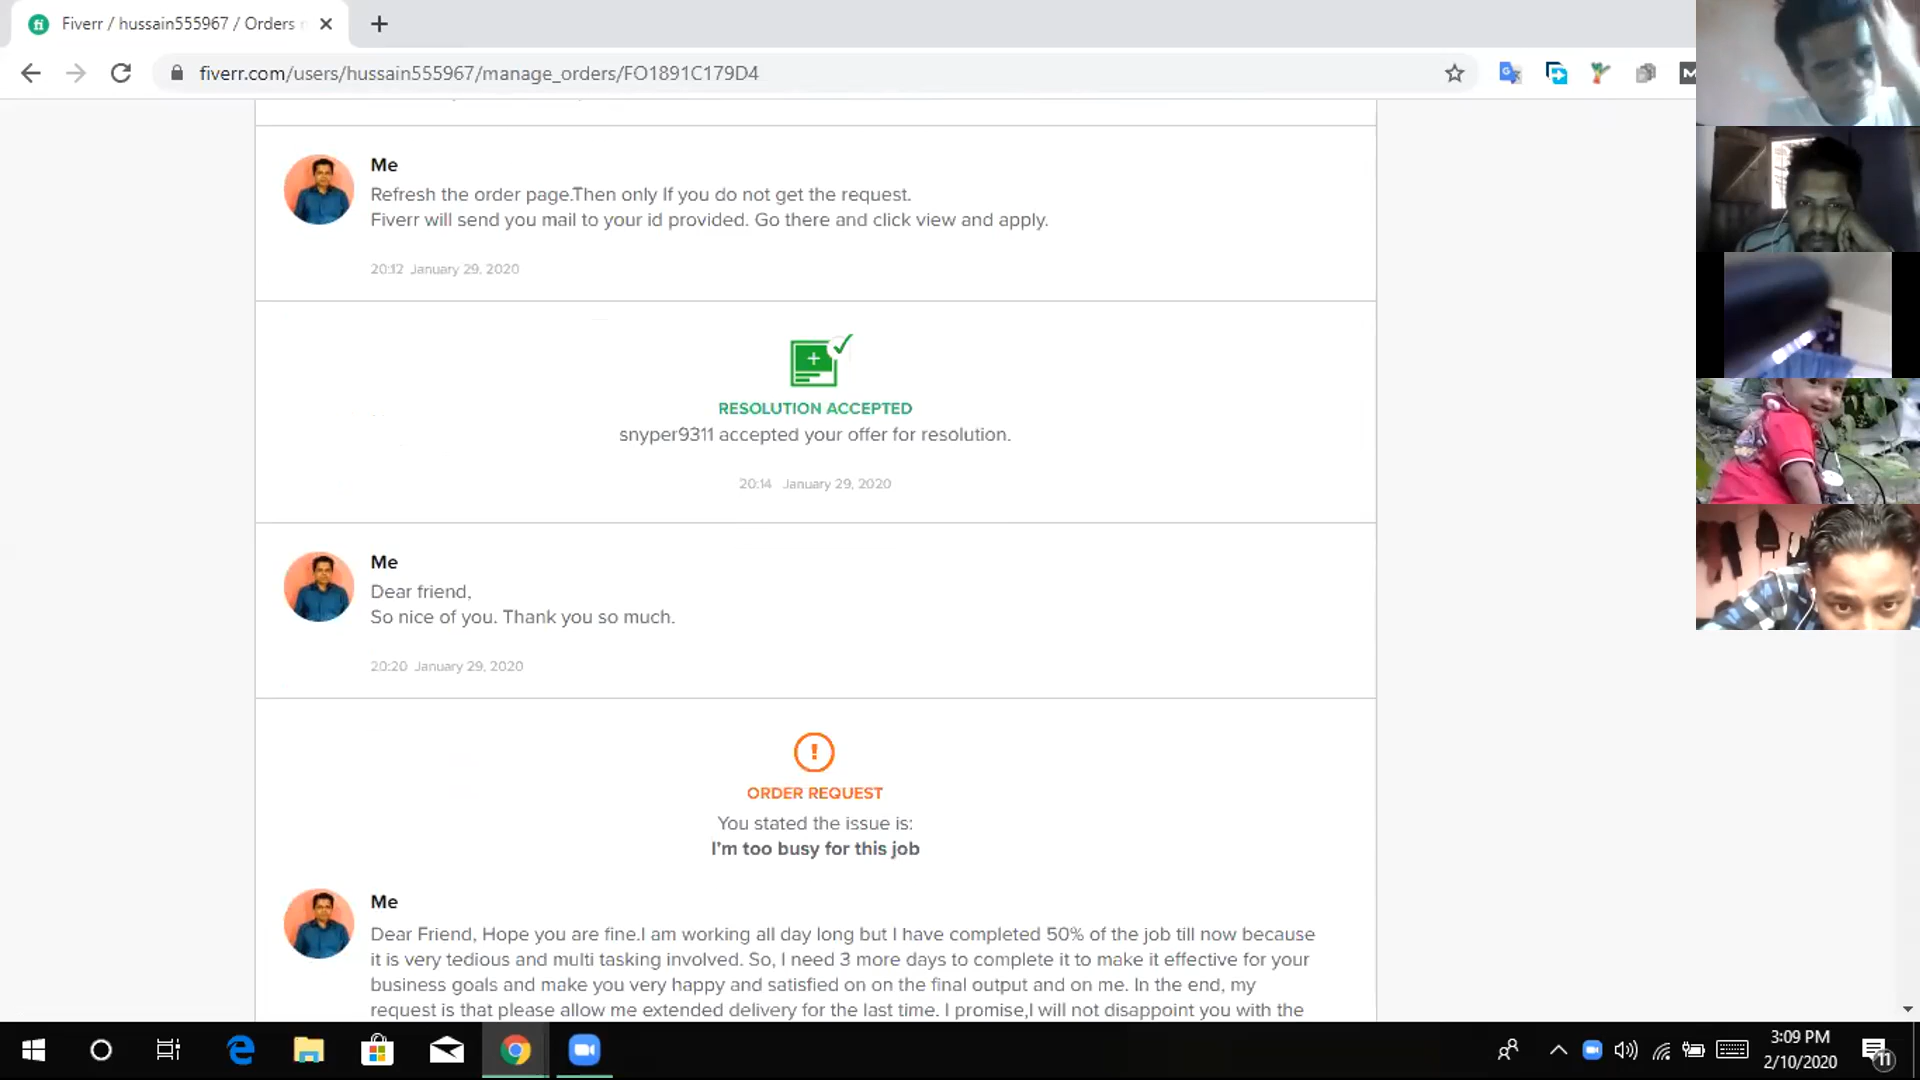 Fiverr / hussain555967 / Orders
fiverr.com/users/hussain555967/manage_orders/FO1891C179D4
Me
Refresh the order page.Then only If you do not get the request.
Fiverr will send you mail to your id provided. Go there and click view and apply.
20:12 January 29, 2020
RESOLUTION ACCEPTED
snyper9311 accepted your offer for resolution.
20:14 January 29, 2020
Me
Dear friend,
So nice of you. Thank you so much.
20:20 January 29, 2020
ORDER REQUEST
You stated the issue is:
I'm too busy for this job
Me
Dear Friend, Hope you are fine.I am working all day long but I have completed 50% of the job till now because
it is very tedious and multi tasking involved. So, I need 3 more days to complete it to make it effective for your
business goals and make you very happy and satisfied on on the final output and on me. In the end, my
request is that please allow me extended delivery for the last time. I promise,I will not disappoint you with the
3:09 PM
2/10/2020
11